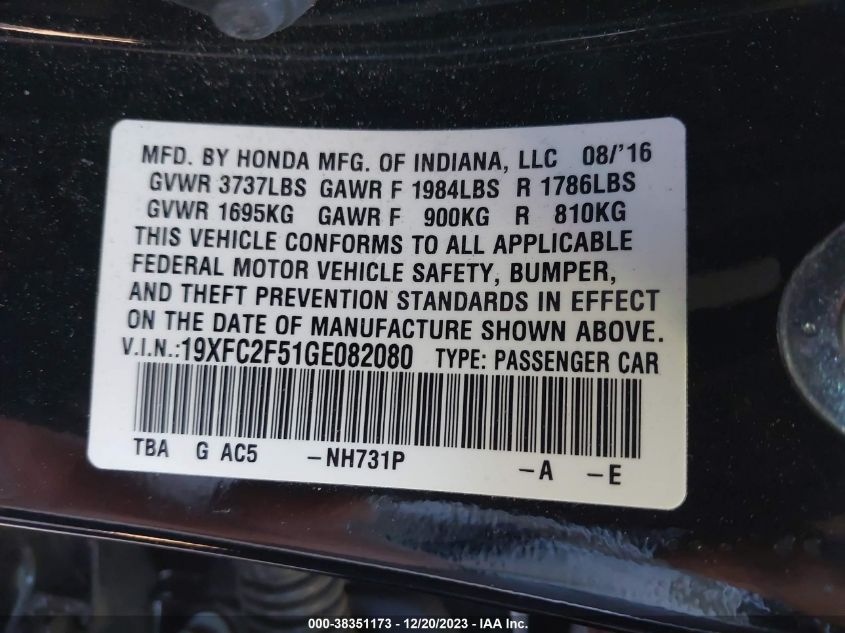 MFD. BY HONDA MFG. OF INDIANA, LLC 08/'16
GVWR 3737LBS GAWR F 1984LBS R 1786LBS
GVWR 1695KG GAWR F 900KG R 810KG
THIS VEHICLE CONFORMS TO ALL APPLICABLE
FEDERAL MOTOR VEHICLE SAFETY, BUMPER,
AND THEFT PREVENTION STANDARDS IN EFFECT
ON THE DATE OF MANUFACTURE SHOWN ABOVE.
V.I.N.:19XFC2F51GE082080 TYPE: PASSENGER CAR
TBA G AC5 -NH731P -A -E
000-38351173 - 12/20/2023 - IAA Inc.